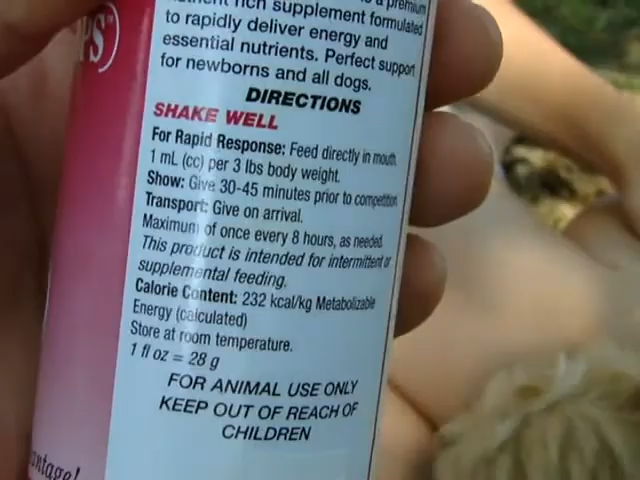 PS
rich supplement formulated
to rapidly deliver energy and
essential nutrients. Perfect support
for newborns and all dogs.
DIRECTIONS
SHAKE WELL
For Rapid Response: Feed directly in mouth
1 mL (cc) per 3 lbs body weight.
Show: Give 30-45 minutes prior to competition
Transport: Give on arrival.
Maximum of once every 8 hours, as needed.
This product is intended for intermittent or
supplemental feeding.
Calorie Content: 232 kcal/kg Metabolizable
Energy (calculated)
Store at room temperature.
1 fl oz = 28 g
FOR ANIMAL USE ONLY
KEEP OUT OF REACH OF
CHILDREN